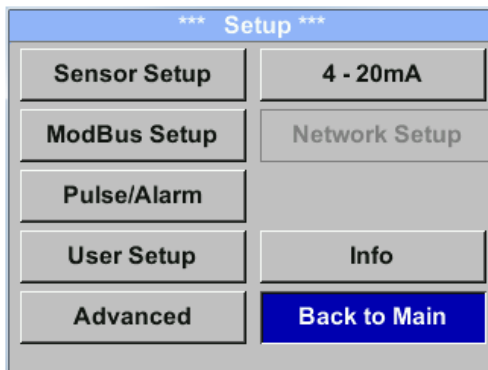 *** Setup ***
Sensor Setup
4 - 20mA
ModBus Setup
Network Setup
Pulse/Alarm
User Setup
Info
Advanced
Back to Main